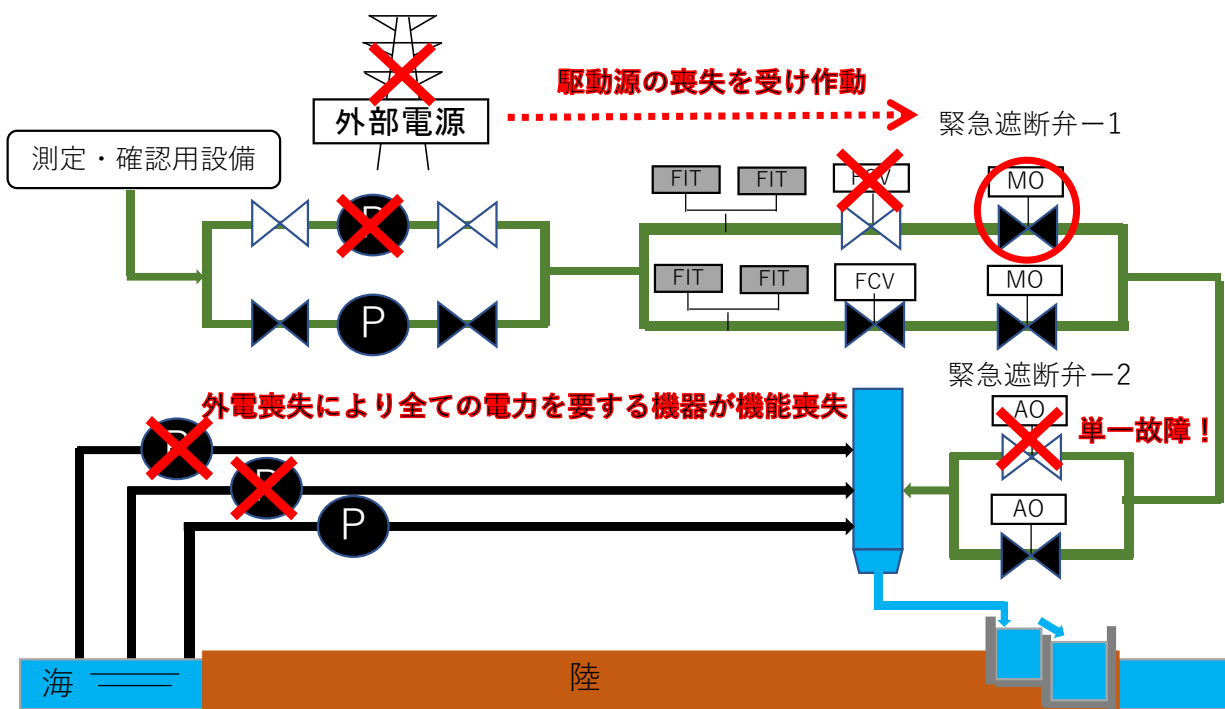 駆動源の喪失を受け作動
外部電源
緊急遮断弁ー1
測定・確認用設備
FIT
FIT
FCV
MO
P
FIT
FIT
FCV
MO
P
緊急遮断弁ー2
外電喪失により全ての電力を要する機器が機能喪失
AO
単一故障！
P
P
AO
P
海
陸